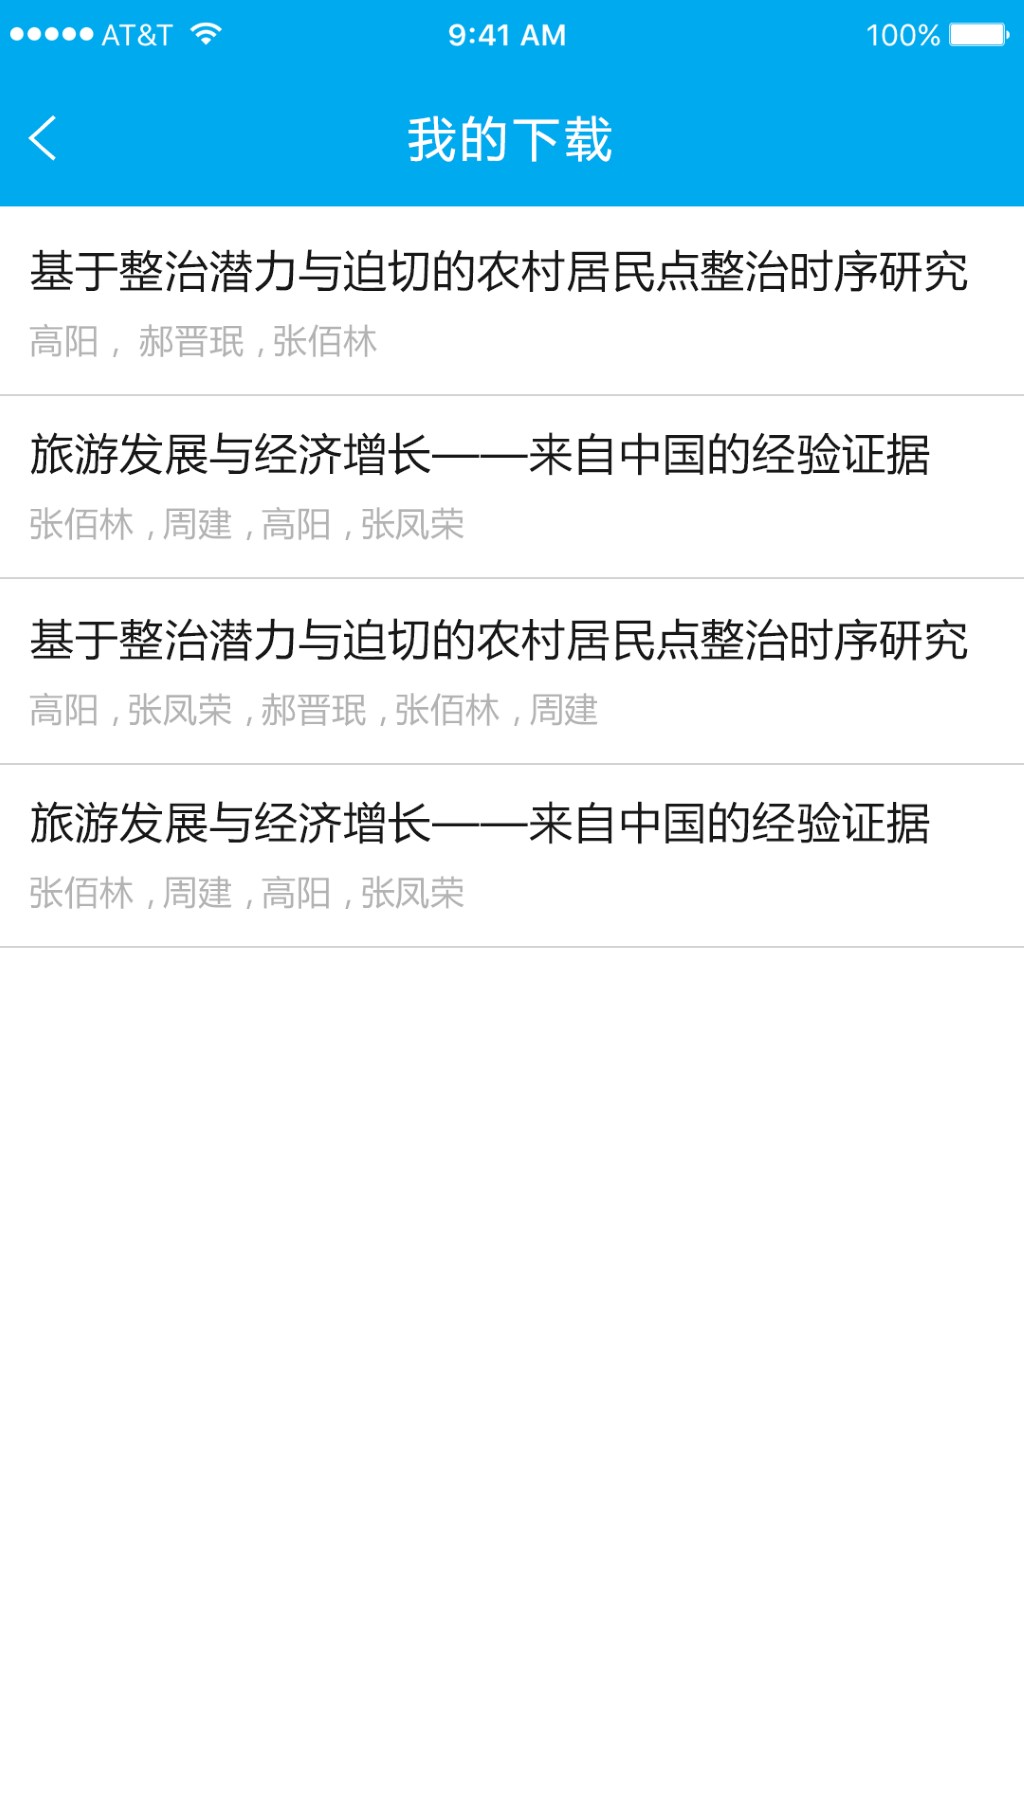 AT&T 9:41 AM 100%
我的下载
基于整治潜力与迫切的农村居民点整治时序研究
高阳， 郝晋珉 , 张佰林
旅游发展与经济增长——来自中国的经验证据
张佰林 , 周建 , 高阳 , 张凤荣
基于整治潜力与迫切的农村居民点整治时序研究
高阳 , 张凤荣 , 郝晋珉 , 张佰林 , 周建
旅游发展与经济增长——来自中国的经验证据
张佰林 , 周建 , 高阳 , 张凤荣